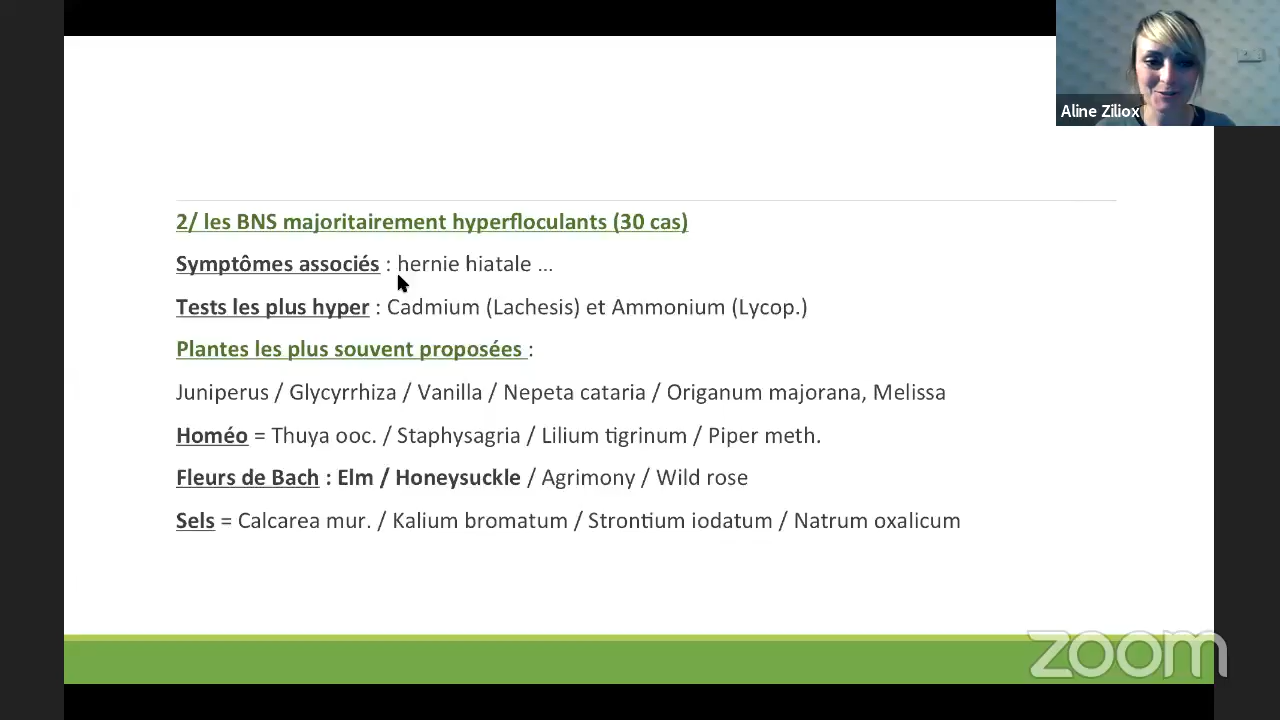 Aline Ziliox
2/ les BNS majoritairement hyperfloculants (30 cas)
Symptômes associés : hernie hiatale ...
Tests les plus hyper : Cadmium (Lachesis) et Ammonium (Lycop.)
Plantes les plus souvent proposées :
Juniperus / Glycyrrhiza / Vanilla / Nepeta cataria / Origanum majorana, Melissa
Homéo = Thuya ooc. / Staphysagria / Lilium tigrinum / Piper meth.
Fleurs de Bach : Elm / Honeysuckle / Agrimony / Wild rose
Sels = Calcarea mur. / Kalium bromatum / Strontium iodatum / Natrum oxalicum
zoom